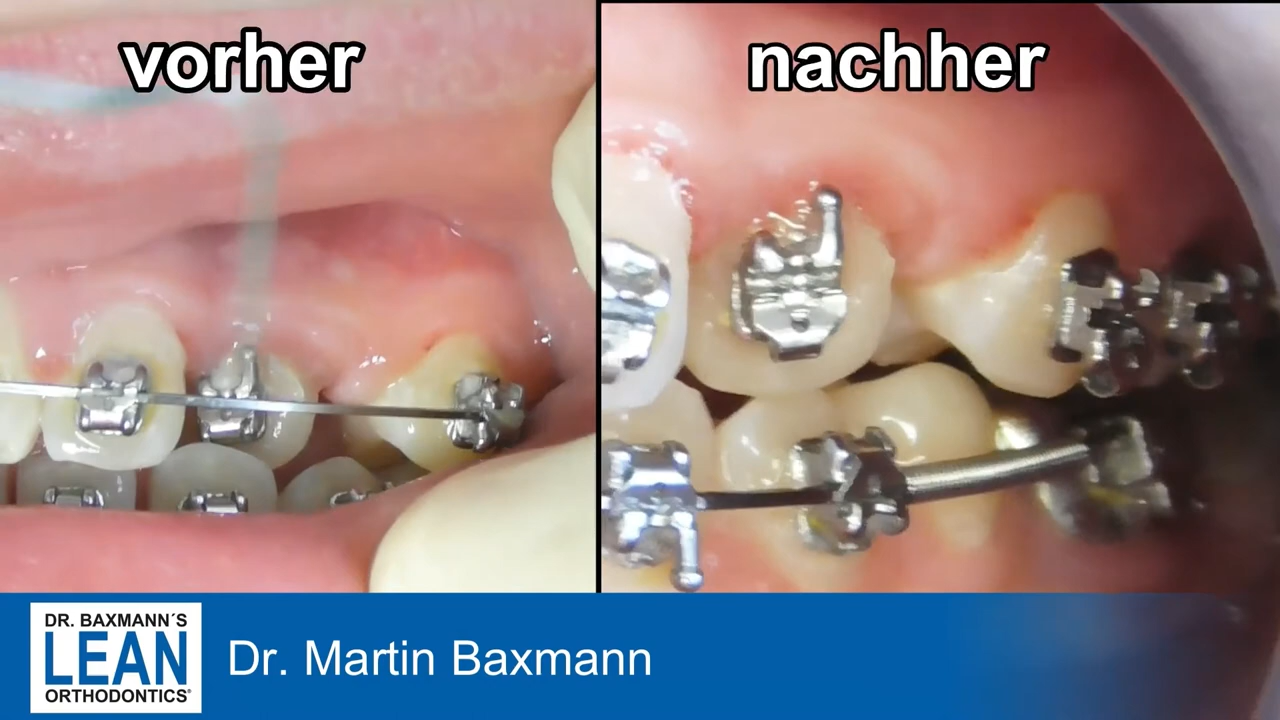 vorher
nachher
DR. BAXMANN´S
LEAN
ORTHODONTICS®
Dr. Martin Baxmann